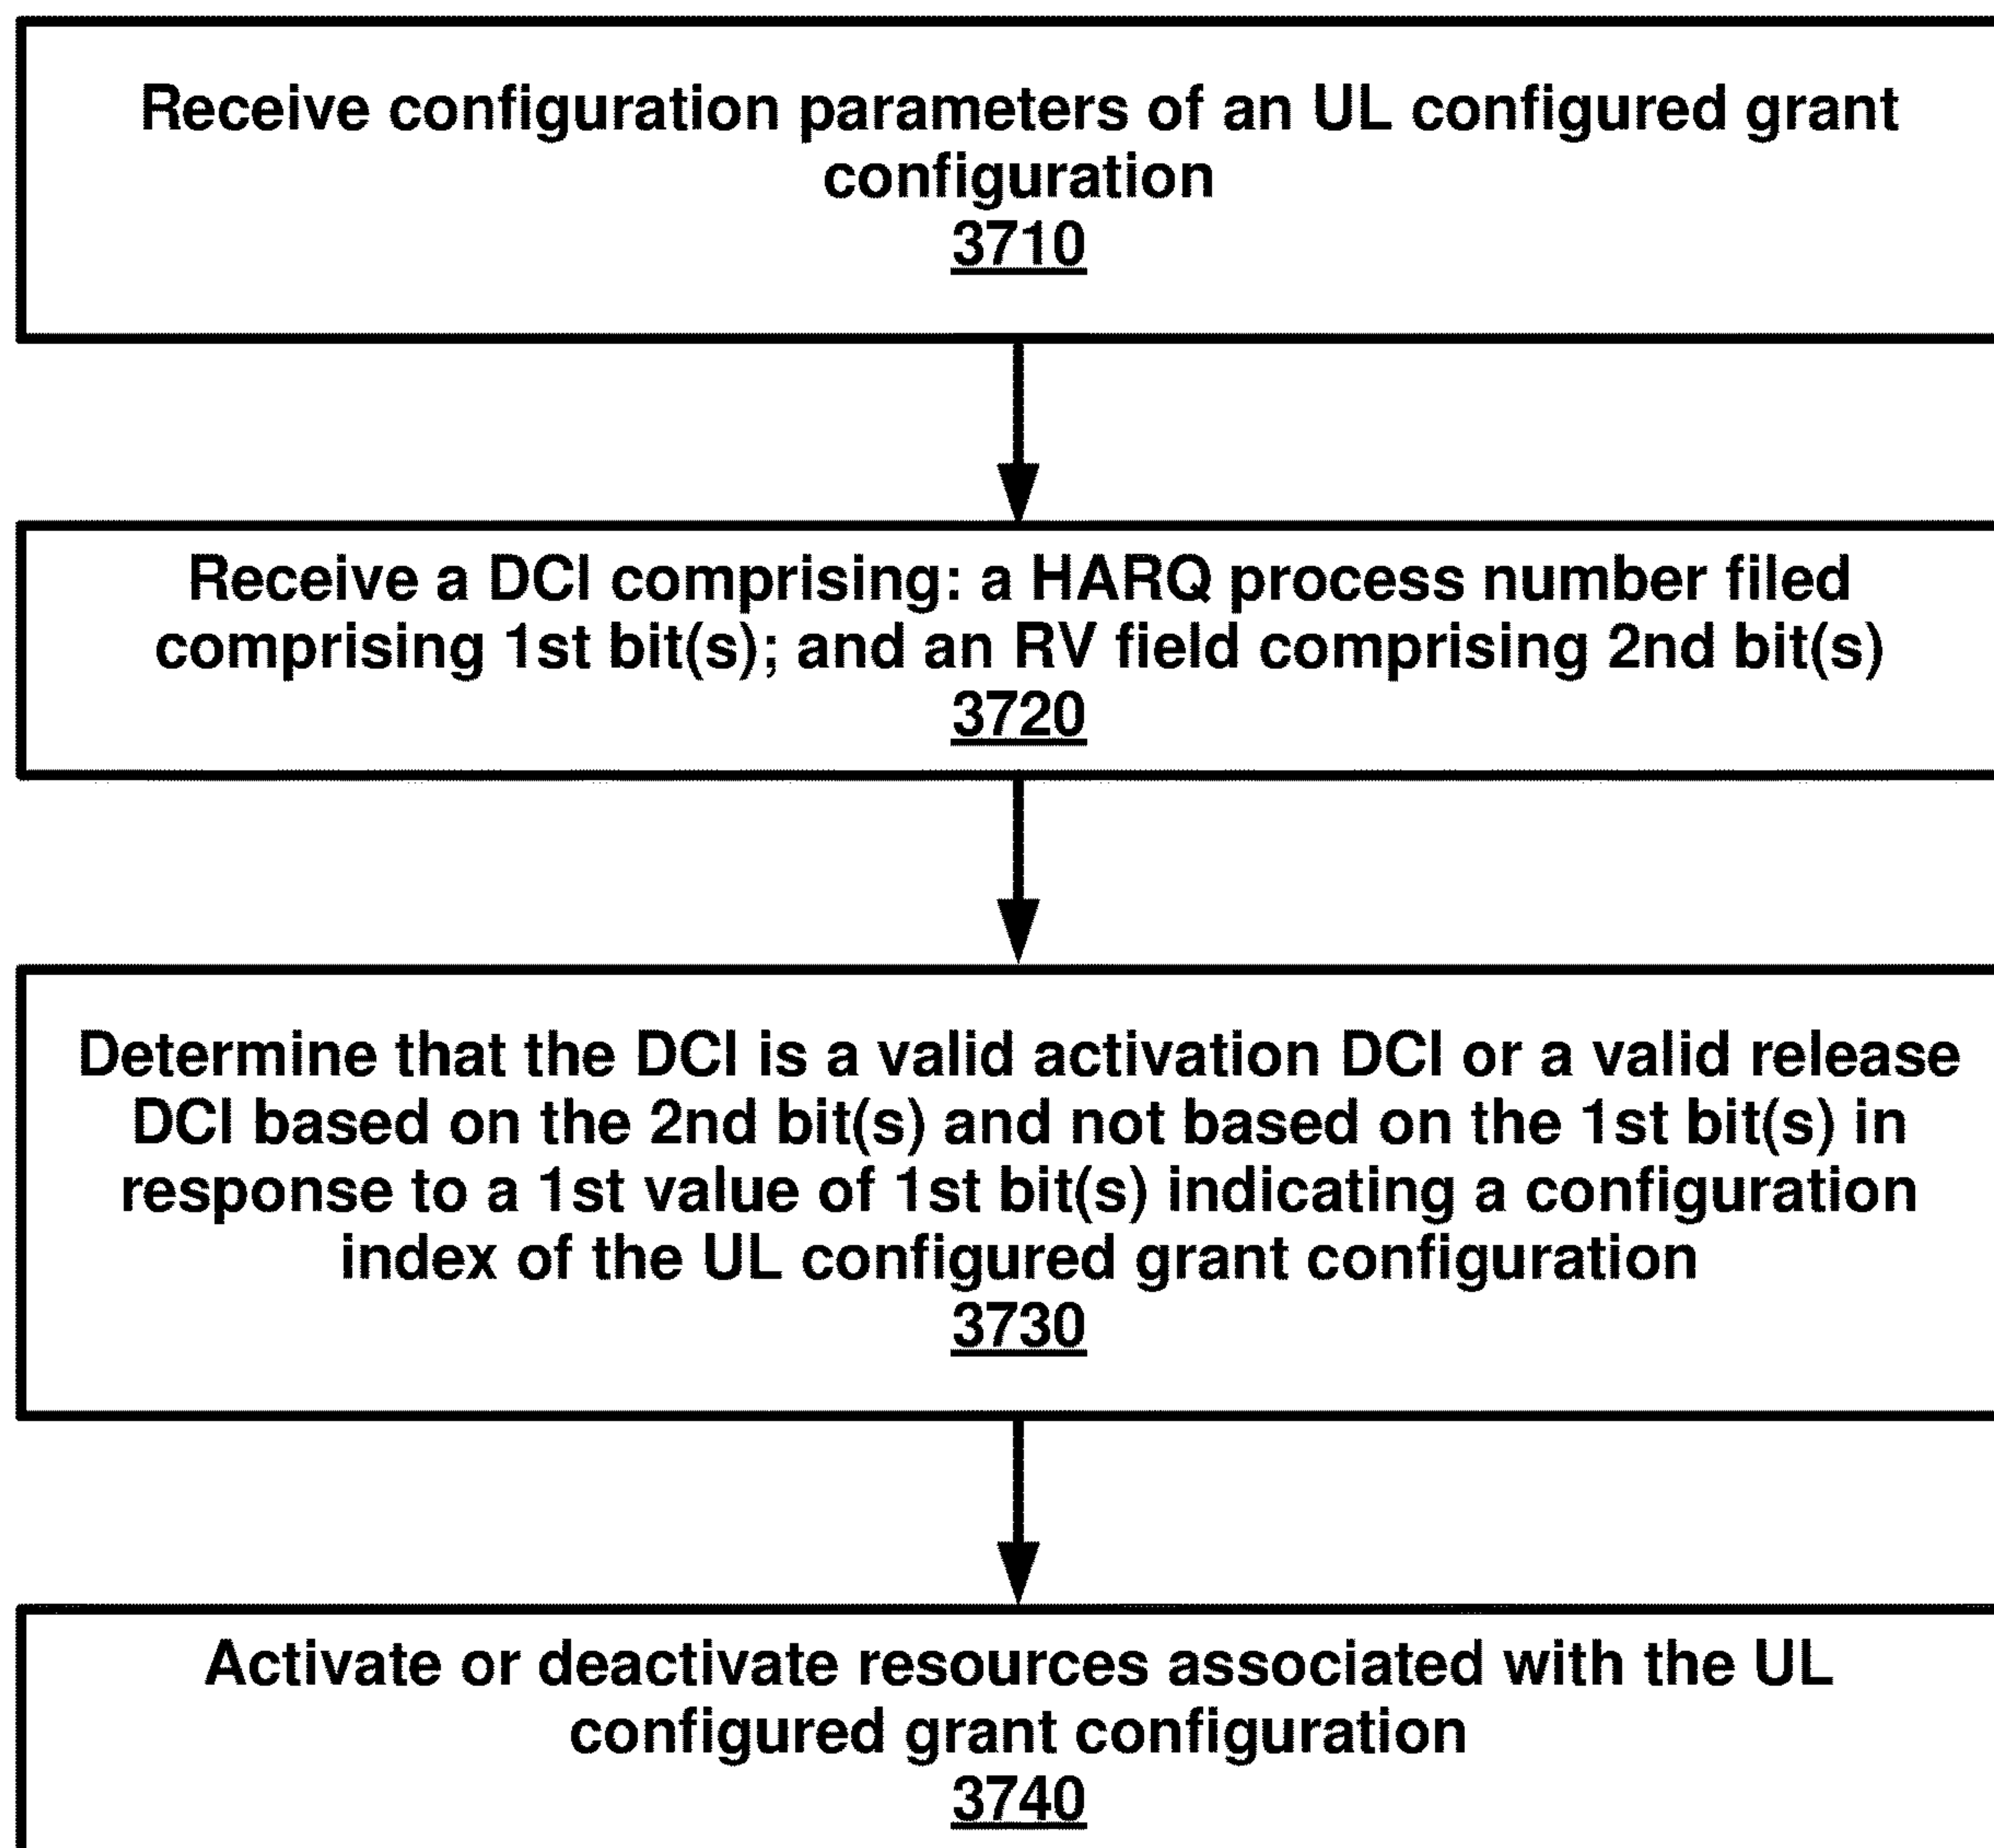 Receive configuration parameters of an UL configured grant
configuration
3710
Receive a DCI comprising: a HARQ process number filed
comprising 1st bit(s); and an RV field comprising 2nd bit(s)
3720
Determine that the DCI is a valid activation DCI or a valid release
DCI based on the 2nd bit(s) and not based on the 1st bit(s) in
response to a 1st value of 1st bit(s) indicating a configuration
index of the UL configured grant configuration
3730
Activate or deactivate resources associated with the UL
configured grant configuration
3740